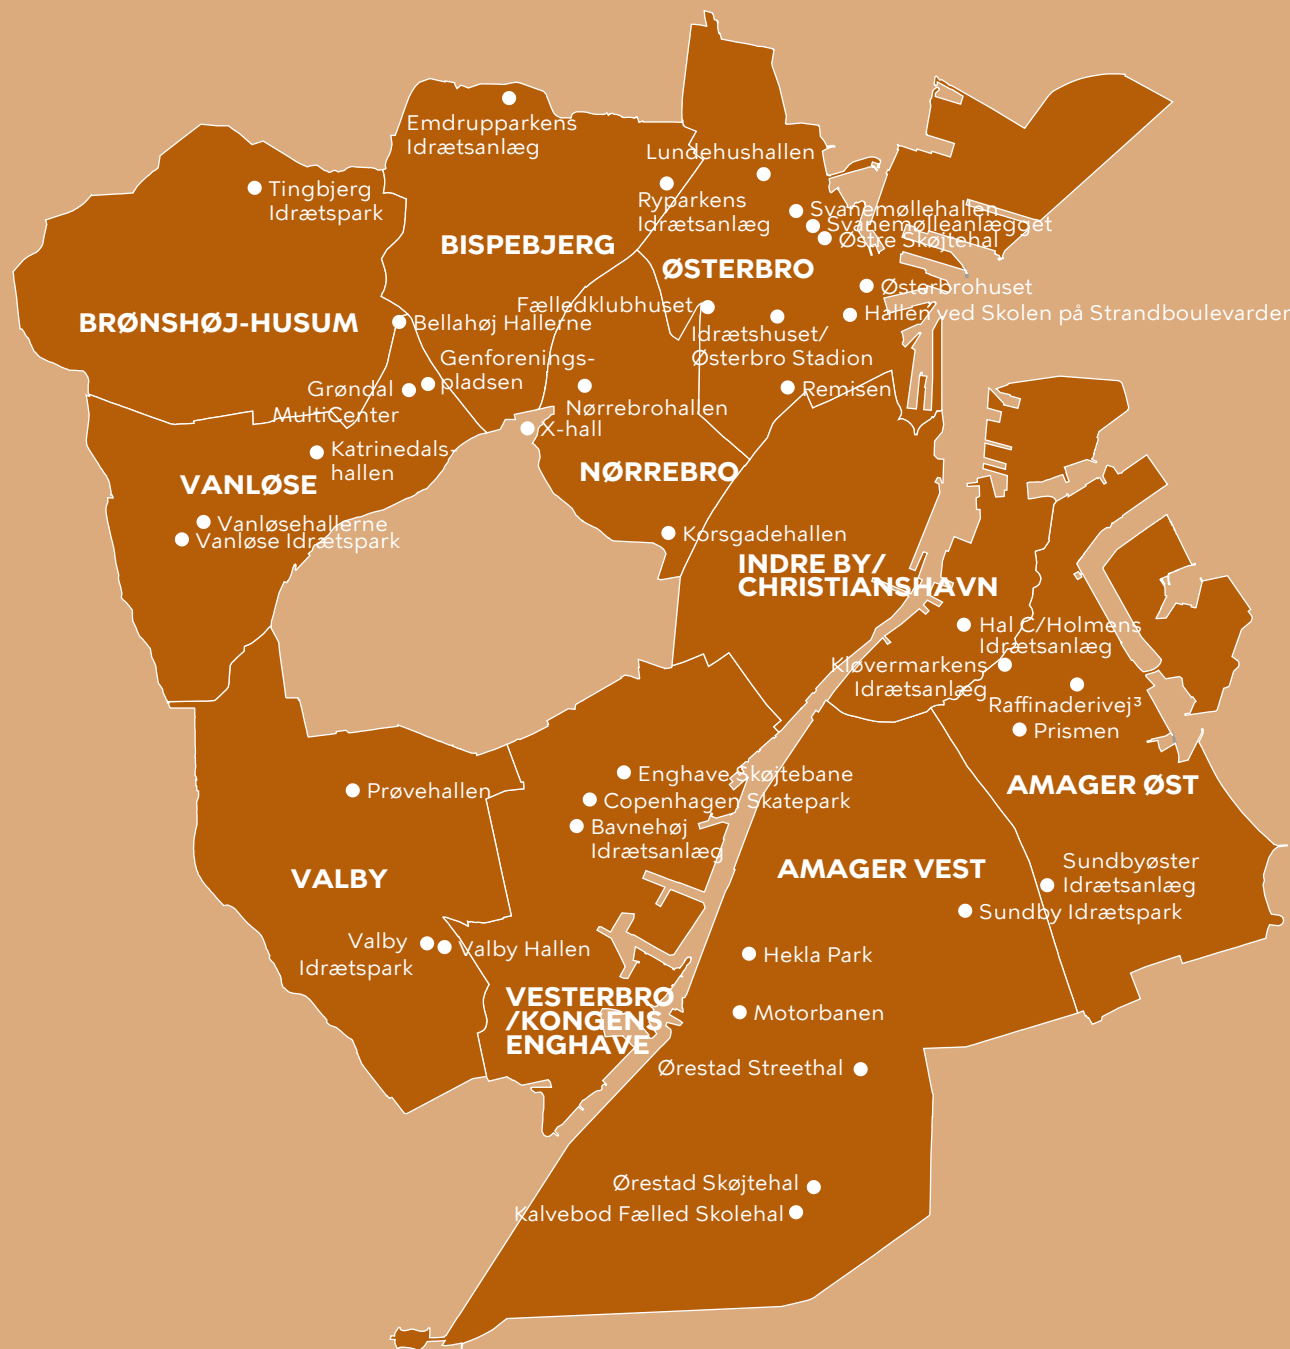 Emdrupparkens
Idrætsanlæg
Lundehushallen
Tingbjerg
Idrætspark
Ryparkens
Idrætsanlæg
Svanemøllehallen
Svanemølleanlægget
Østre Skøjtehal
BISPEBJERG
ØSTERBRO
Østerbrohuset
Fælledklubhuset
Hallen ved Skolen på Strandboulevarden
BRØNSHØJ-HUSUM
Bellahøj Hallerne
Idrætshuset/
Østerbro Stadion
Genforenings-
pladsen
Grøndal
MultiCenter
Remisen
Nørrebrohallen
X-hall
Katrinedals-
hallen
NØRREBRO
VANLØSE
Vanløsehallerne
Vanløse Idrætspark
Korsgadehallen
INDRE BY/
CHRISTIANSHAVN
Hal C/Holmens
Idrætsanlæg
Kløvermarkens
Idrætsanlæg
Raffinaderivej³
Prismen
Enghave Skøjtebane
Prøvehallen
Copenhagen Skatepark
Bavnehøj
Idrætsanlæg
AMAGER ØST
AMAGER VEST
VALBY
Sundbyøster
Idrætsanlæg
Sundby Idrætspark
Valby
Idrætspark
Valby Hallen
Hekla Park
VESTERBRO
/KONGENS
ENGHAVE
Motorbanen
Ørestad Streethal
Ørestad Skøjtehal
Kalvebod Fælled Skolehal